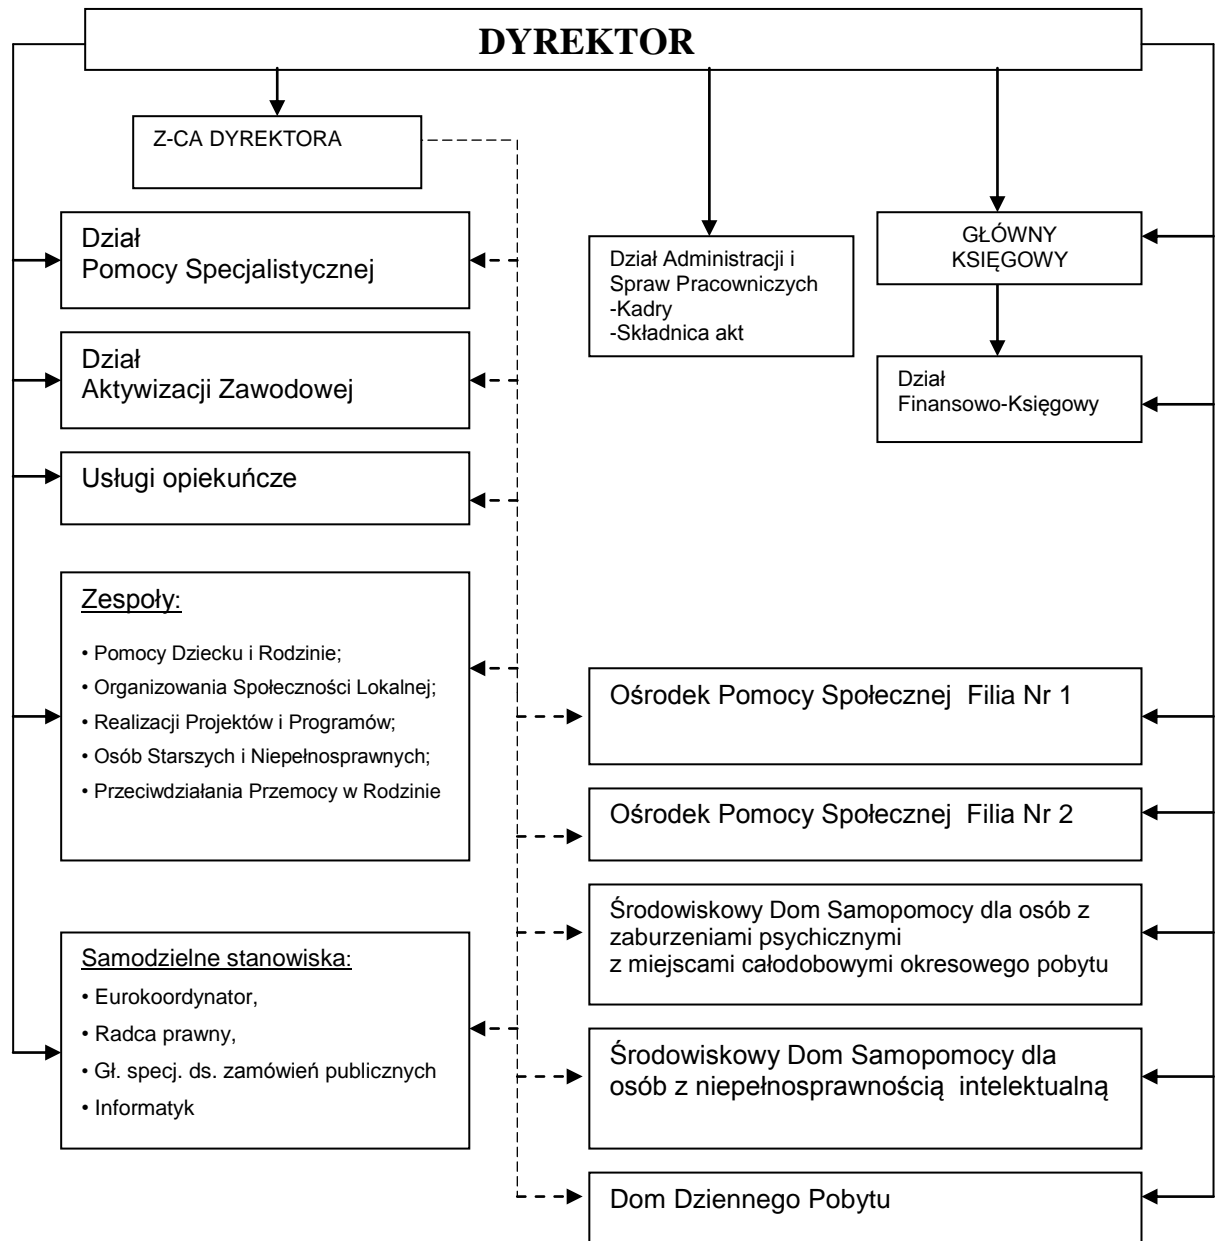 DYREKTOR
Z-CA DYREKTORA
Dział
Pomocy Specjalistycznej
Dział
Aktywizacji Zawodowej
Usługi opiekuńcze
Zespoły:
• Pomocy Dziecku i Rodzinie;
• Organizowania Społeczności Lokalnej;
• Realizacji Projektów i Programów;
• Osób Starszych i Niepełnosprawnych;
• Przeciwdziałania Przemocy w Rodzinie
Samodzielne stanowiska:
• Eurokoordynator,
• Radca prawny,
• Gł. specj. ds. zamówień publicznych
• Informatyk
Dział Administracji i
Spraw Pracowniczych
-Kadry
-Składnica akt
GŁÓWNY
KSIĘGOWY
Dział
Finansowo-Księgowy
Ośrodek Pomocy Społecznej Filia Nr 1
Ośrodek Pomocy Społecznej Filia Nr 2
Środowiskowy Dom Samopomocy dla osób z
zaburzeniami psychicznymi
z miejscami całodobowymi okresowego pobytu
Środowiskowy Dom Samopomocy dla
osób z niepełnosprawnością intelektualną
Dom Dziennego Pobytu